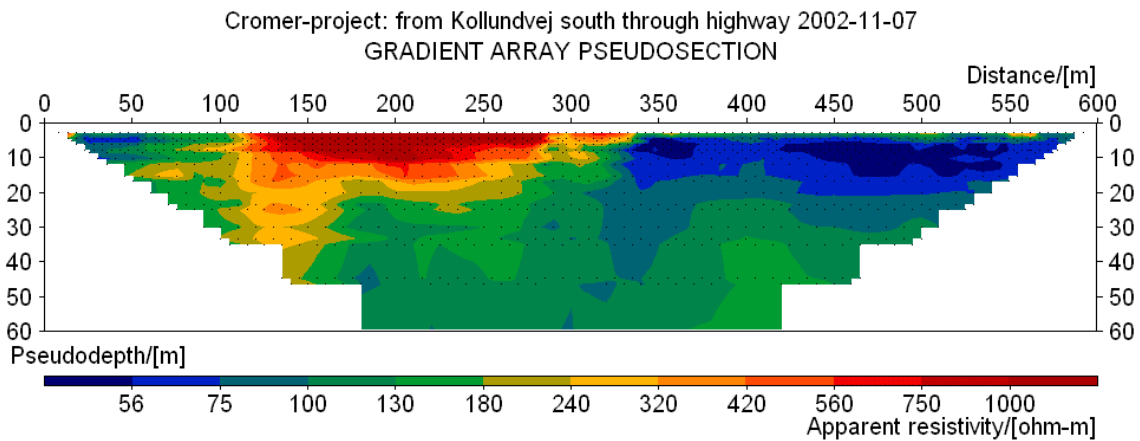 Cromer-project: from Kollundvej south through highway 2002-11-07
GRADIENT ARRAY PSEUDOSECTION
Distance/[m]
0 50 100 150 200 250 300 350 400 450 500 550 600
0 0
10 10
20 20
30 30
40 40
50 50
60 60
Pseudodepth/[m]
56 75 100 130 180 240 320 420 560 750 1000
Apparent resistivity/[ohm-m]